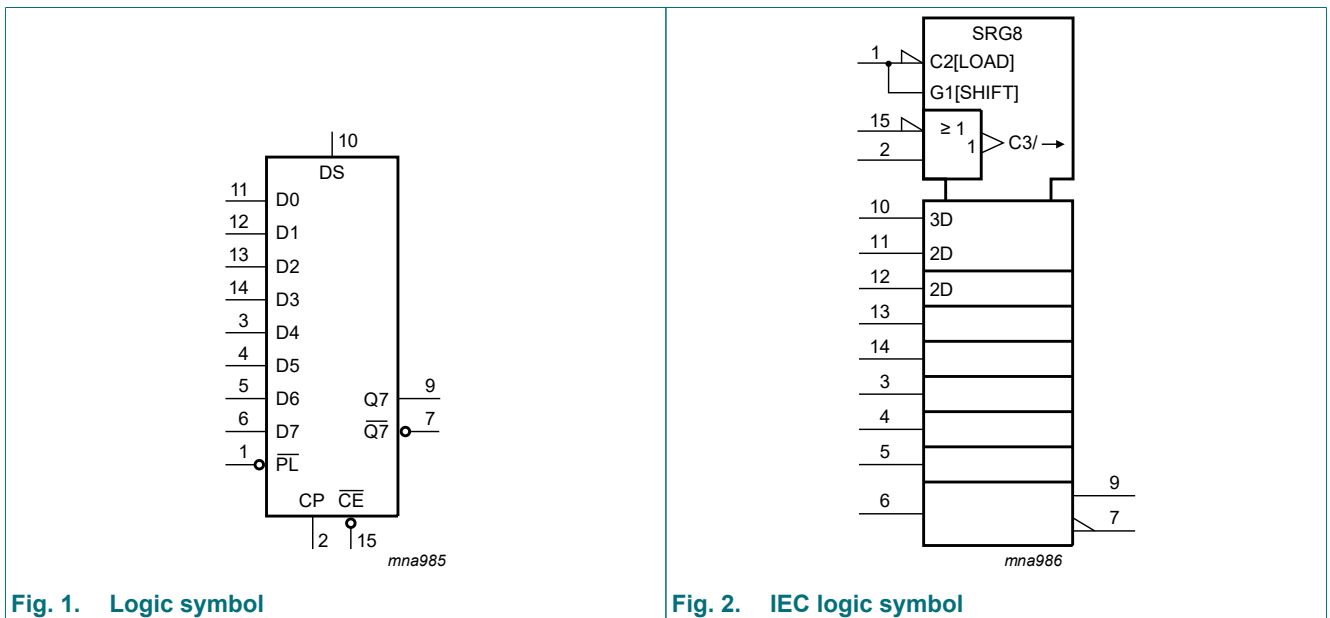 10
DS
11 D0
12 D1
13 D2
14 D3
3 D4
4 D5
5 D6 Q7 9
6 D7 Q7 7
1 PL
CP CE
2 15
mna985
Fig. 1. Logic symbol
SRG8
1 C2[LOAD]
G1[SHIFT]
15 ≥ 1
2 1 C3/ →
10 3D
11 2D
12 2D
13
14
3
4
5
9
6
7
mna986
Fig. 2. IEC logic symbol